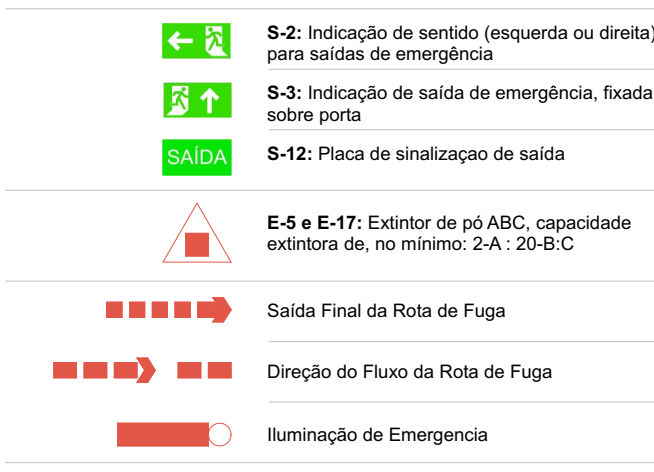 S-2: Indicação de sentido (esquerda ou direita)
para saídas de emergência
S-3: Indicação de saída de emergência, fixada
sobre porta
SAÍDA
S-12: Placa de sinalizaçao de saída
E-5 e E-17: Extintor de pó ABC, capacidade
extintora de, no mínimo: 2-A : 20-B:C
Saída Final da Rota de Fuga
Direção do Fluxo da Rota de Fuga
Iluminação de Emergencia